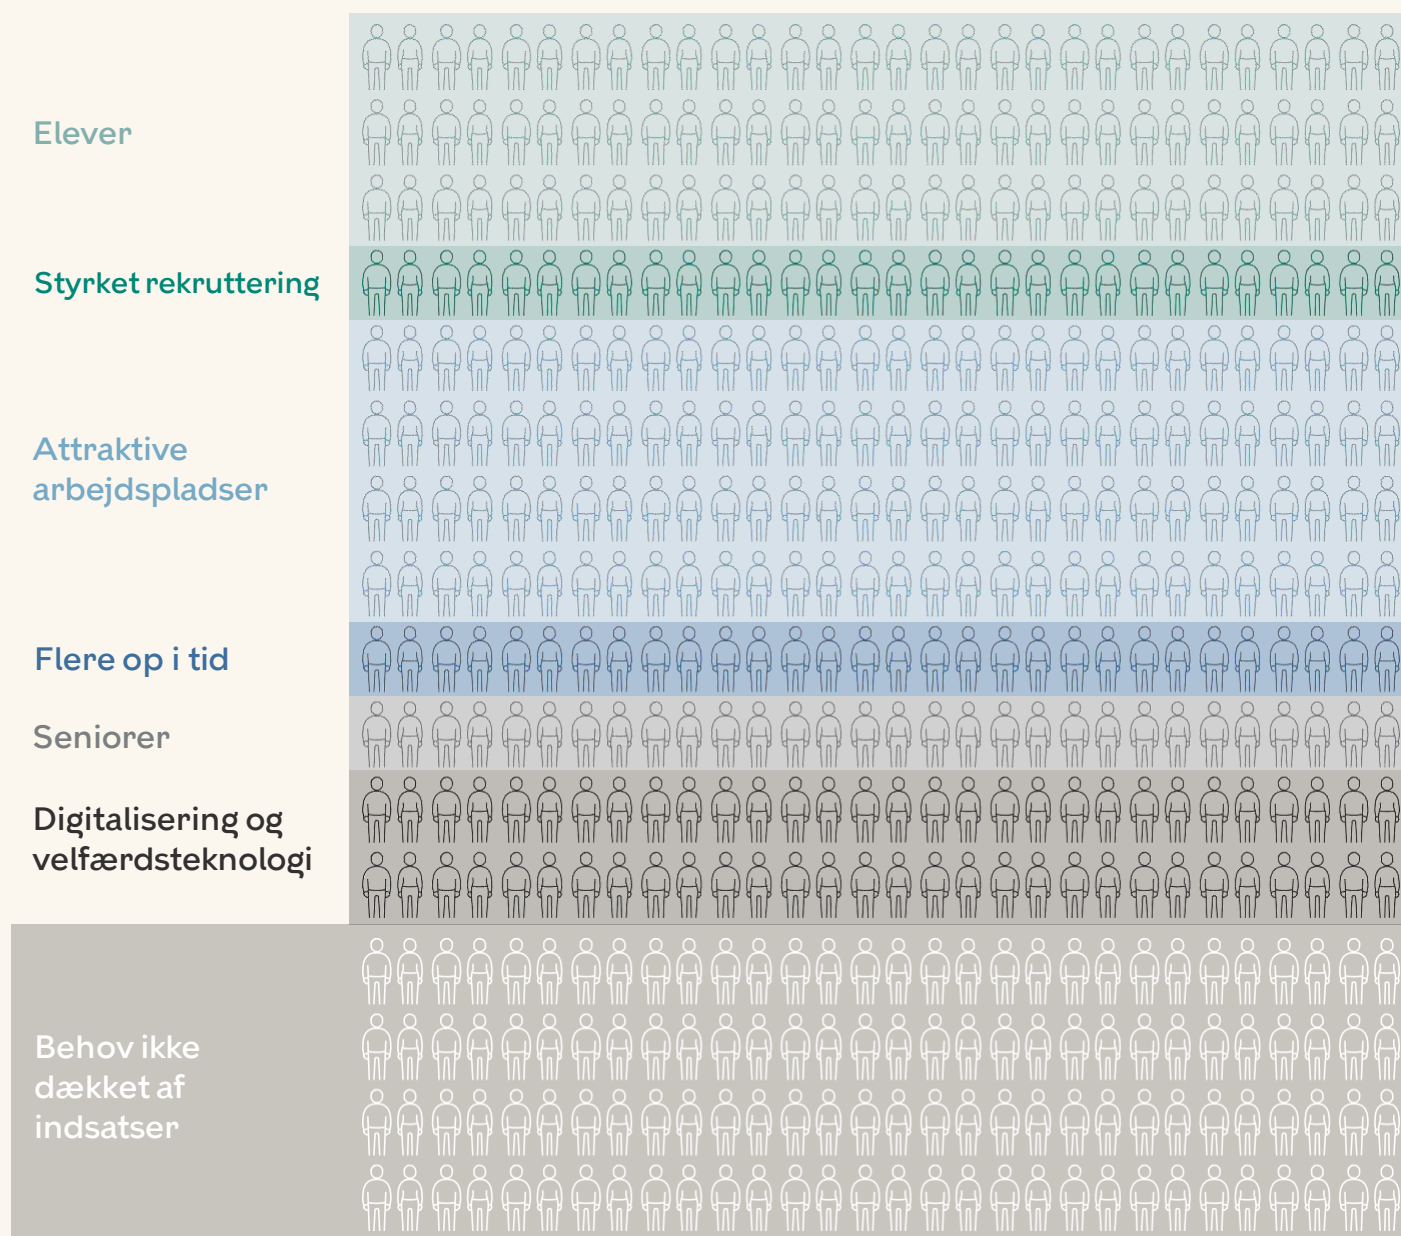 Elever
Styrket rekruttering
Attraktive
arbejdspladser
Flere op i tid
Seniorer
Digitalisering og
velfærdsteknologi
Behov ikke
dækket af
indsatser